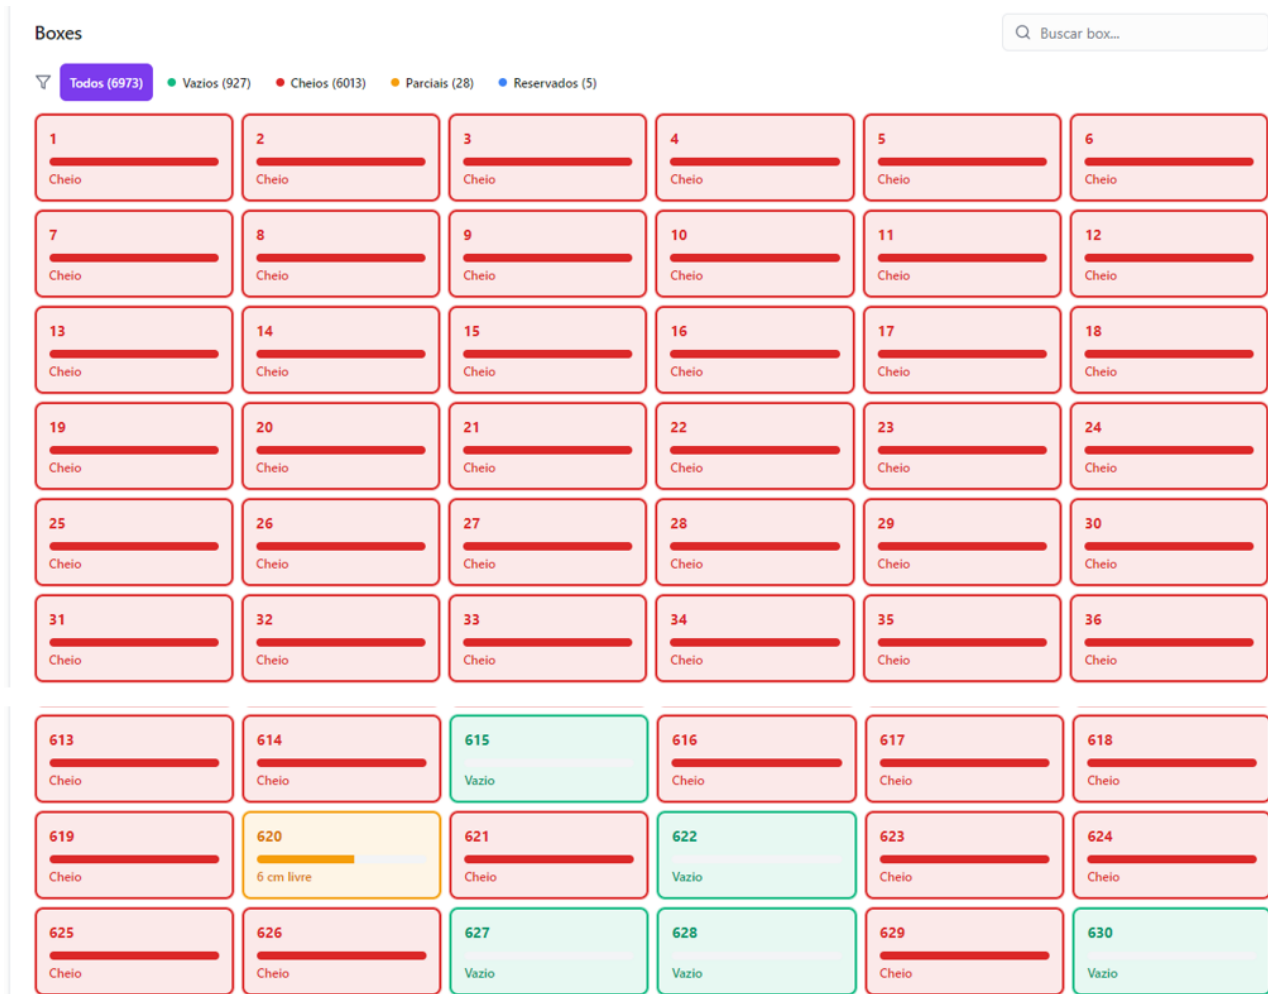 Boxes
Buscar box...
Todos (6973) Vazios (927) Cheios (6013) Parciais (28) Reservados (5)
1 2 3 4 5 6
Cheio Cheio Cheio Cheio Cheio Cheio
7 8 9 10 11 12
Cheio Cheio Cheio Cheio Cheio Cheio
13 14 15 16 17 18
Cheio Cheio Cheio Cheio Cheio Cheio
19 20 21 22 23 24
Cheio Cheio Cheio Cheio Cheio Cheio
25 26 27 28 29 30
Cheio Cheio Cheio Cheio Cheio Cheio
31 32 33 34 35 36
Cheio Cheio Cheio Cheio Cheio Cheio
613 614 615 616 617 618
Cheio Cheio Vazio Cheio Cheio Cheio
619 620 621 622 623 624
Cheio 6 cm livre Cheio Vazio Cheio Cheio
625 626 627 628 629 630
Cheio Cheio Vazio Vazio Cheio Vazio